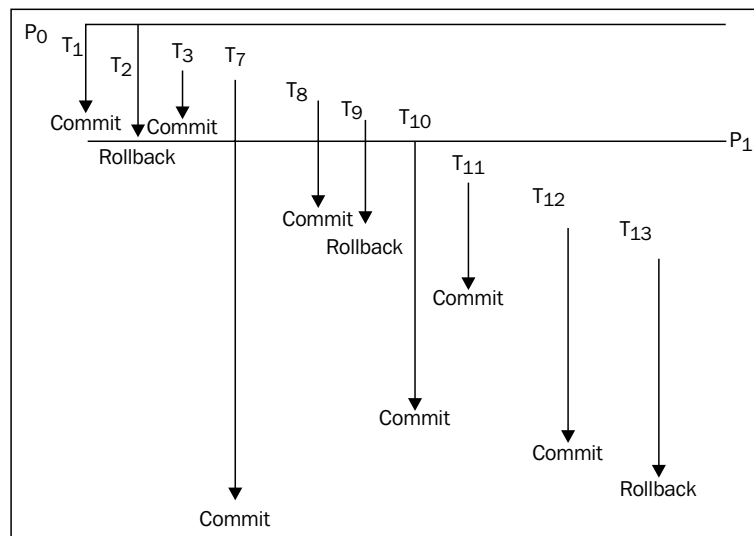 P0
T1
T2
T3
T7
T8
T9
T10
Commit
Commit
Rollback
P1
T11
T12
T13
Commit
Rollback
Commit
Commit
Commit
Rollback
Commit